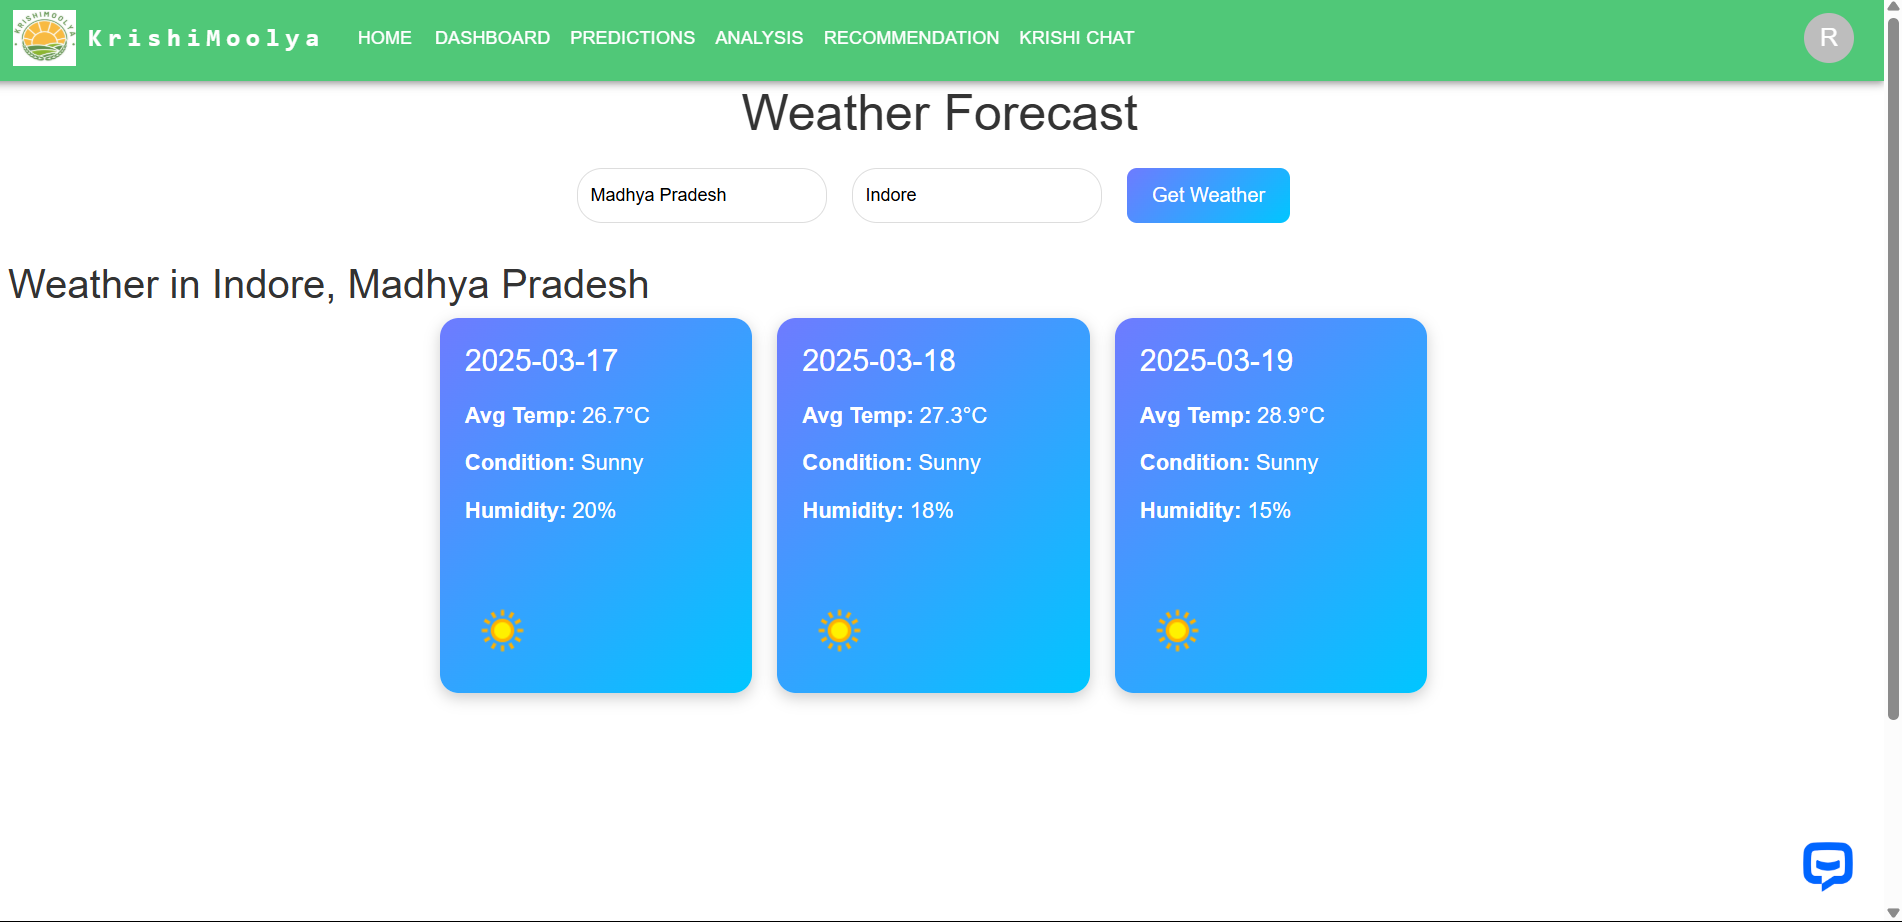 KRISHIMOOLYA
KrishiMoolya
HOME DASHBOARD PREDICTIONS ANALYSIS RECOMMENDATION KRISHI CHAT
R
Weather Forecast
Madhya Pradesh Indore Get Weather
Weather in Indore, Madhya Pradesh
2025-03-17
Avg Temp: 26.7°C
Condition: Sunny
Humidity: 20%
2025-03-18
Avg Temp: 27.3°C
Condition: Sunny
Humidity: 18%
2025-03-19
Avg Temp: 28.9°C
Condition: Sunny
Humidity: 15%